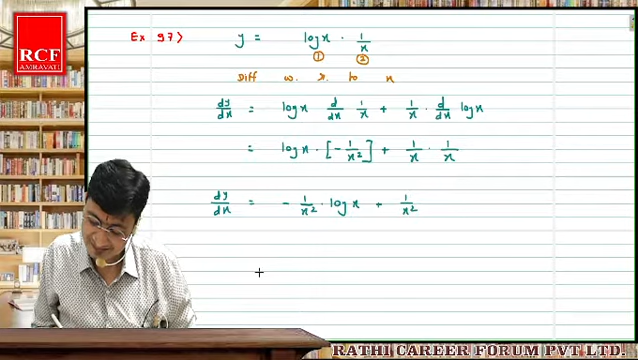 RCF
AMRAVATI
Ex 97) y = log x · 1/x
① ②
Diff w. r. to x
dy/dx = log x d/dx 1/x + 1/x · d/dx log x
= log x · [-1/x²] + 1/x · 1/x
dy/dx = - 1/x² · log x + 1/x²
RATHI CAREER FORUM PVT LTD.